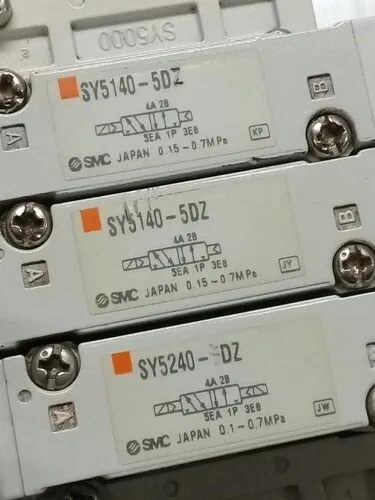 SY5000
SY5140-5DZ
4A 2B
5EA 1P 3EB
SMC JAPAN 0.15-0.7MPa
KP
A
B
SY5140-5DZ
4A 2B
5EA 1P 3EB
SMC JAPAN 0.15-0.7MPa
JY
A
B
SY5240- DZ
4A 2B
5EA 1P 3EB
SMC JAPAN 0.1-0.7MPa
JW
A
B